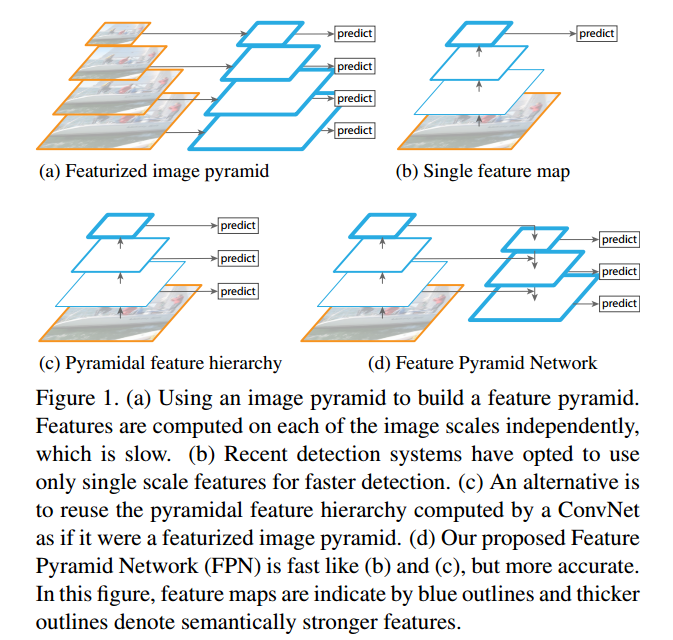 predict
predict
predict
predict
(a) Featurized image pyramid
predict
(b) Single feature map
predict
predict
predict
(c) Pyramidal feature hierarchy
predict
predict
predict
(d) Feature Pyramid Network
Figure 1. (a) Using an image pyramid to build a feature pyramid.
Features are computed on each of the image scales independently,
which is slow. (b) Recent detection systems have opted to use
only single scale features for faster detection. (c) An alternative is
to reuse the pyramidal feature hierarchy computed by a ConvNet
as if it were a featurized image pyramid. (d) Our proposed Feature
Pyramid Network (FPN) is fast like (b) and (c), but more accurate.
In this figure, feature maps are indicate by blue outlines and thicker
outlines denote semantically stronger features.